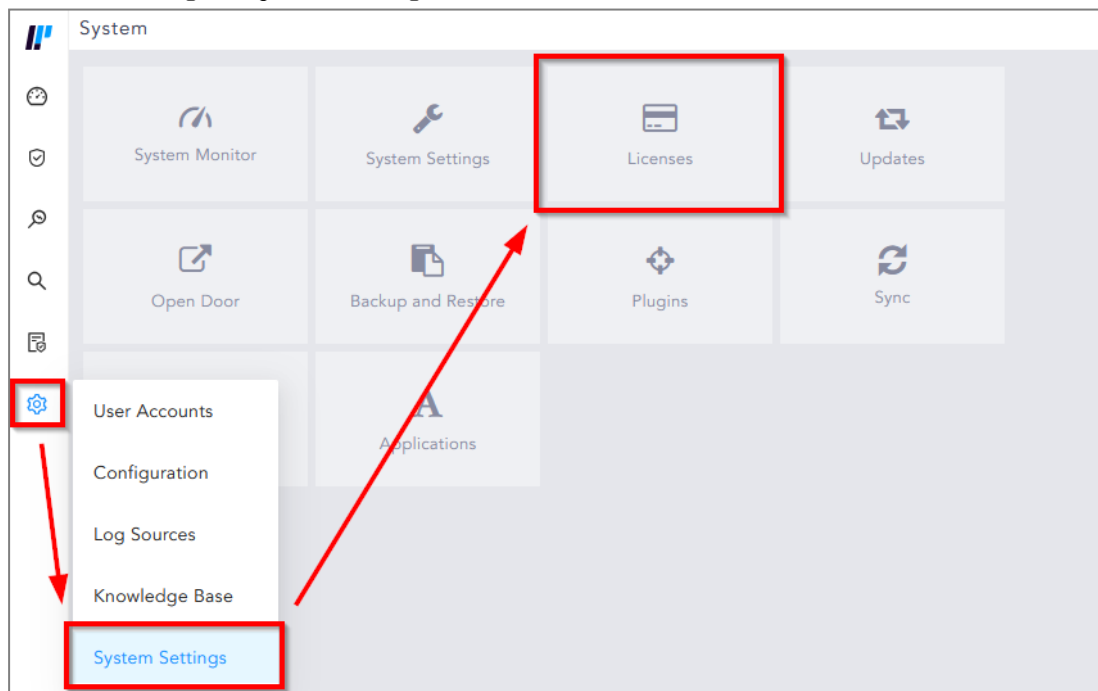 System
System Monitor
System Settings
Licenses
Updates
Open Door
Backup and Restore
Plugins
Sync
Applications
User Accounts
Configuration
Log Sources
Knowledge Base
System Settings